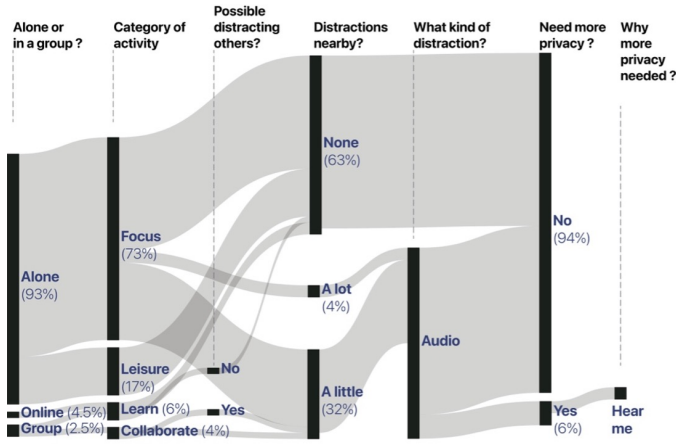 Alone or
in a group ?
Category of
activity
Possible
distracting
others?
Distractions
nearby?
What kind of
distraction?
Need more
privacy ?
Why
more
privacy
needed ?
Alone
(93%)
Online (4.5%)
Group (2.5%)
Focus
(73%)
Leisure
(17%)
Learn (6%)
Collaborate (4%)
No
Yes
None
(63%)
A lot
(4%)
A little
(32%)
Audio
No
(94%)
Yes
(6%)
Hear
me